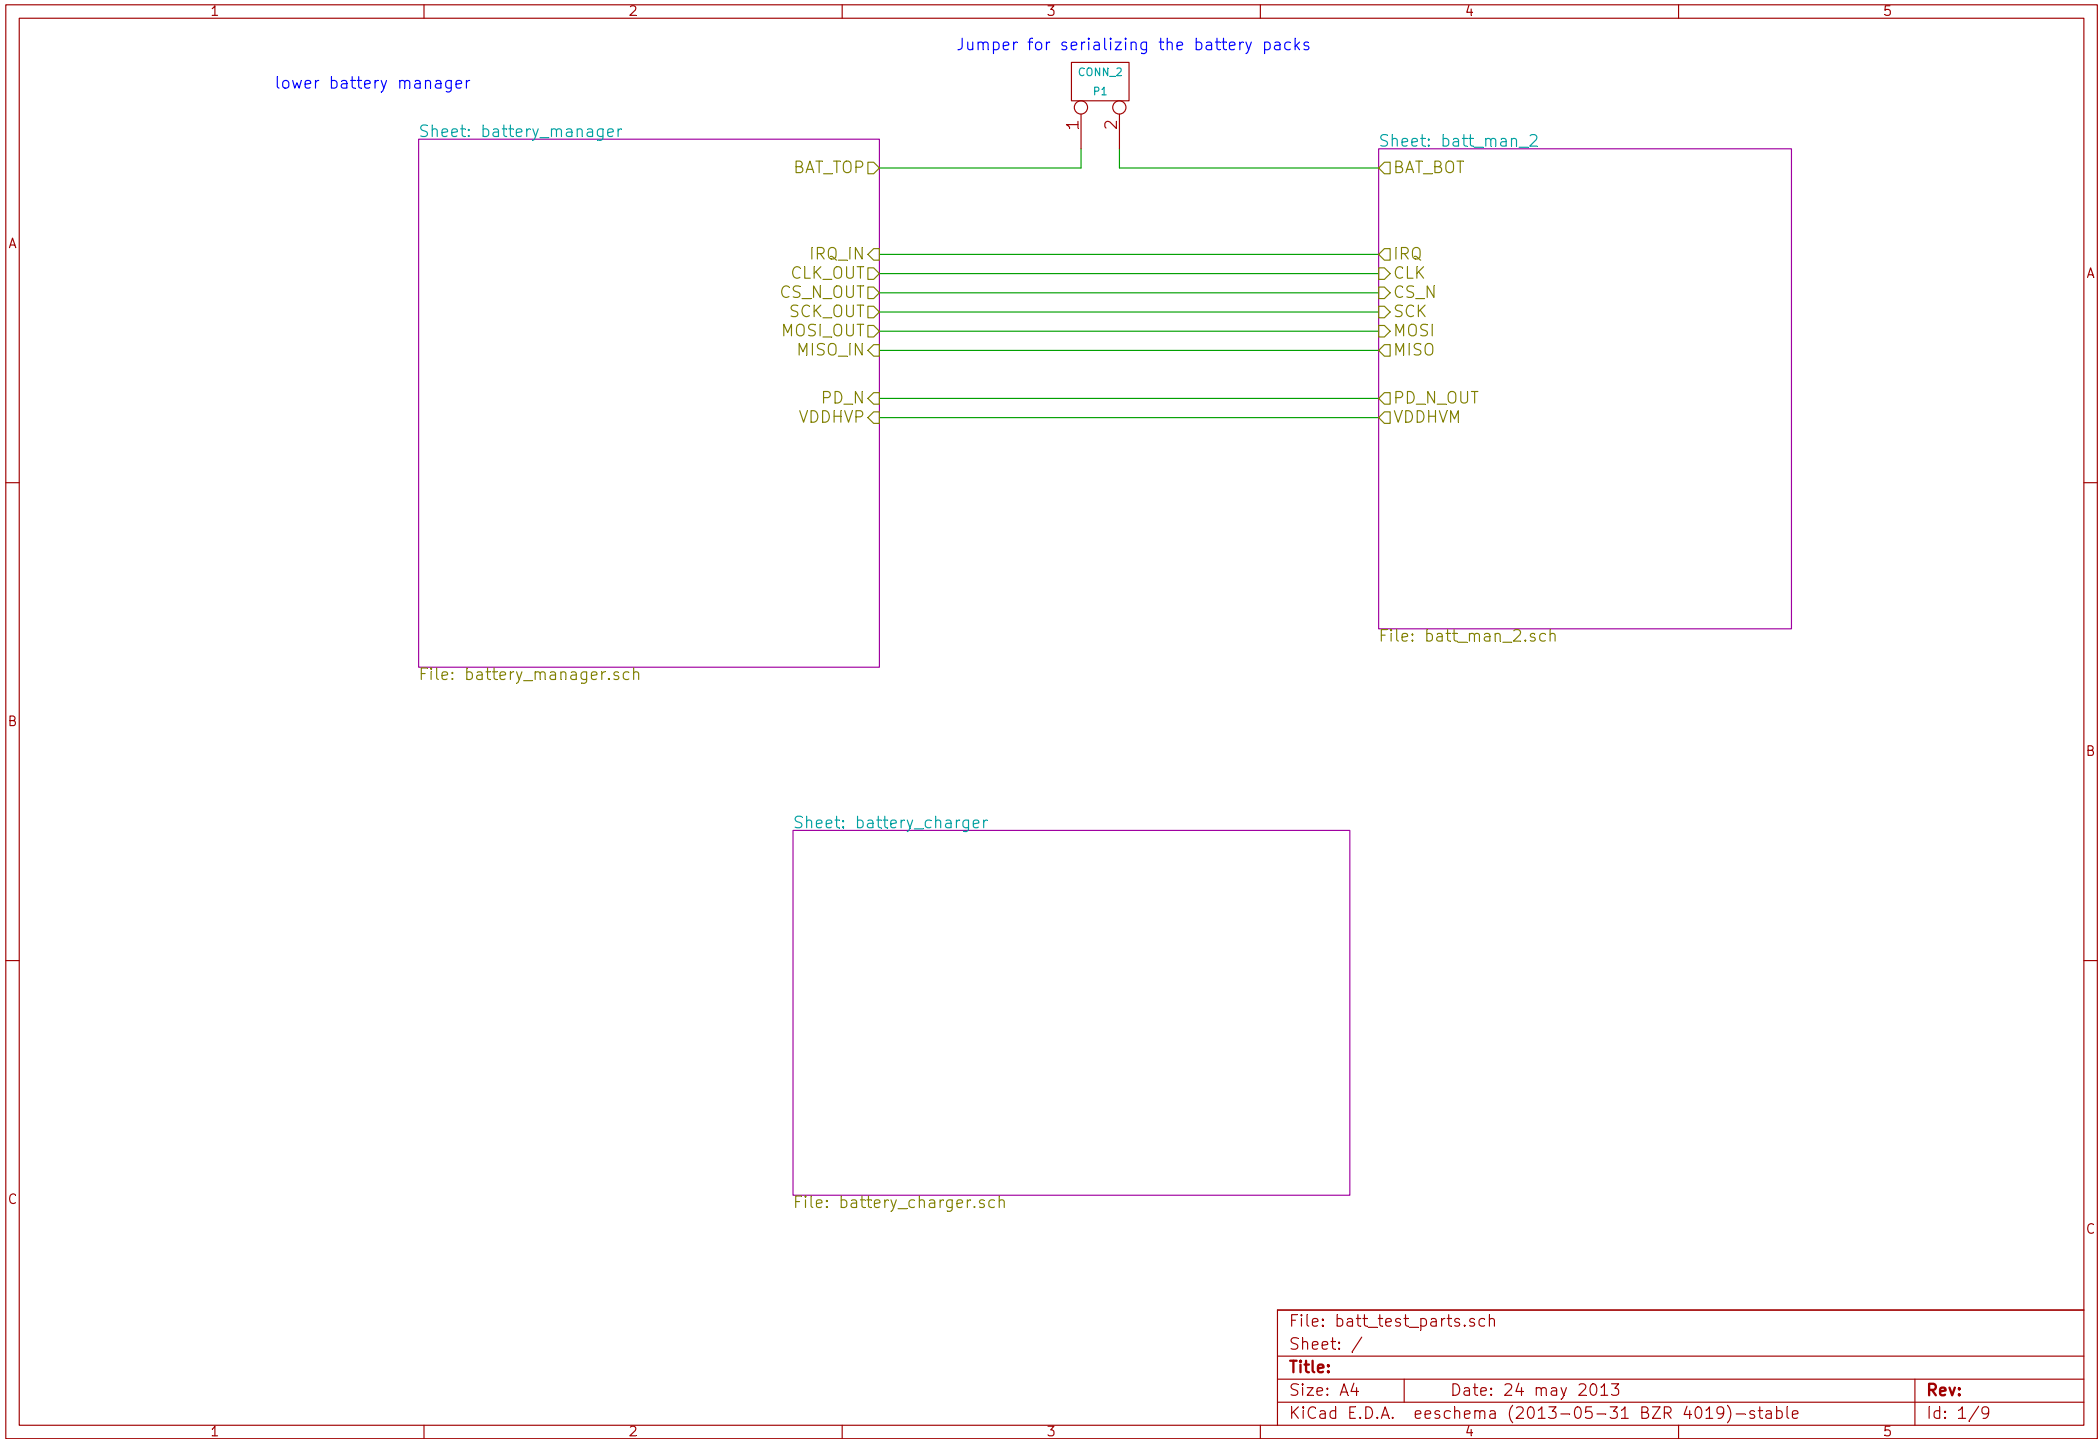 1 2 3 4 5
Jumper for serializing the battery packs
lower battery manager
CONN_2
P1
1 2
Sheet: battery_manager
BAT_TOP
IRQ_IN
CLK_OUT
CS_N_OUT
SCK_OUT
MOSI_OUT
MISO_IN
PD_N
VDDHVP
File: battery_manager.sch
Sheet: batt_man_2
BAT_BOT
IRQ
CLK
CS_N
SCK
MOSI
MISO
PD_N_OUT
VDDHVM
File: batt_man_2.sch
A A
B B
Sheet: battery_charger
File: battery_charger.sch
C C
File: batt_test_parts.sch
Sheet: /
Title:
Size: A4 Date: 24 may 2013 Rev:
KiCad E.D.A. eeschema (2013-05-31 BZR 4019)-stable Id: 1/9
1 2 3 4 5